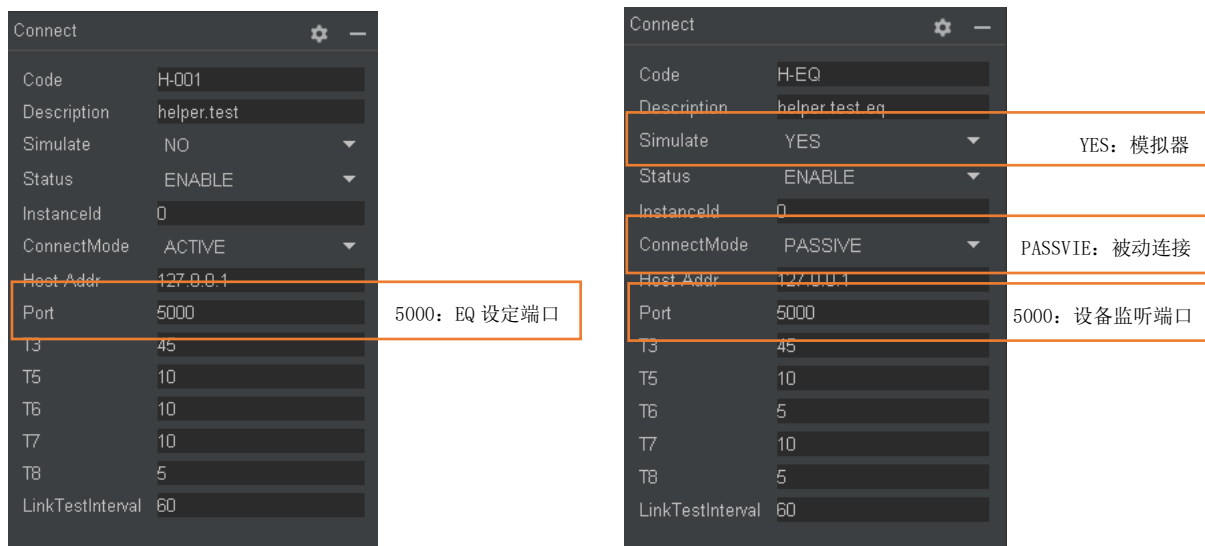 Connect
Code H-001
Description helper.test
Simulate NO
Status ENABLE
InstanceId 0
ConnectMode ACTIVE
Host Addr 127.0.0.1
Port 5000
5000: EQ 设定端口
T3 45
T5 10
T6 10
T7 10
T8 5
LinkTestInterval 60
Connect
Code H-EQ
Description helper.test.eq
Simulate YES
YES: 模拟器
Status ENABLE
InstanceId 0
ConnectMode PASSIVE
PASSVIE: 被动连接
Host Addr 127.0.0.1
Port 5000
5000: 设备监听端口
T3 45
T5 10
T6 5
T7 10
T8 5
LinkTestInterval 60